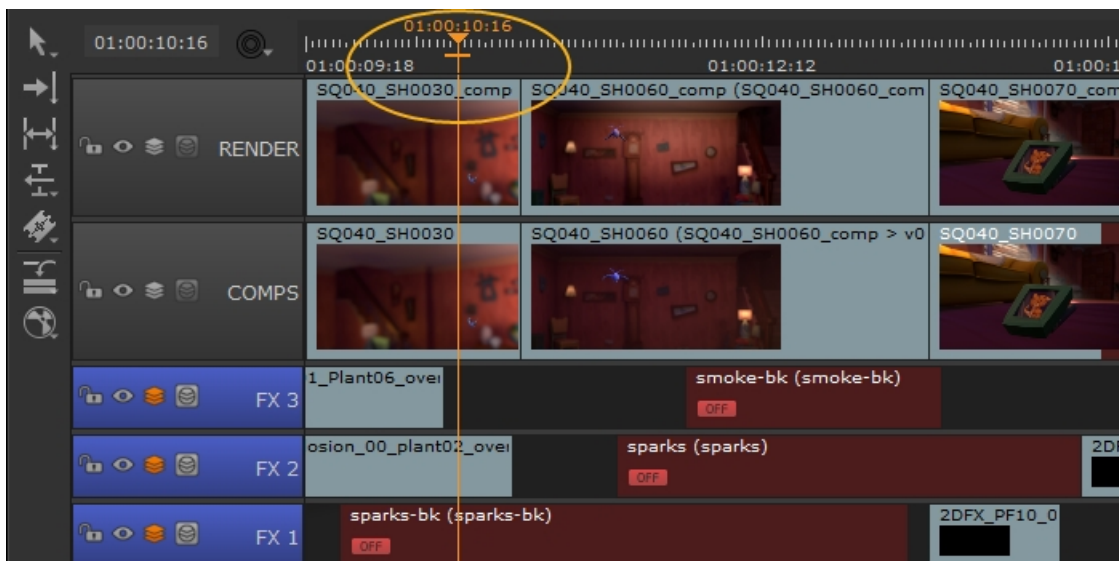 01:00:10:16
01:00:10:16
01:00:09:18
01:00:12:12
01:00:1
RENDER
SQ040_SH0030_comp
SQ040_SH0060_comp (SQ040_SH0060_com
SQ040_SH0070_com
COMPS
SQ040_SH0030
SQ040_SH0060 (SQ040_SH0060_comp > v0
SQ040_SH0070
FX 3
1_Plant06_over
smoke-bk (smoke-bk)
OFF
FX 2
osion_00_plant02_over
sparks (sparks)
OFF
2DF
FX 1
sparks-bk (sparks-bk)
OFF
2DFX_PF10_0